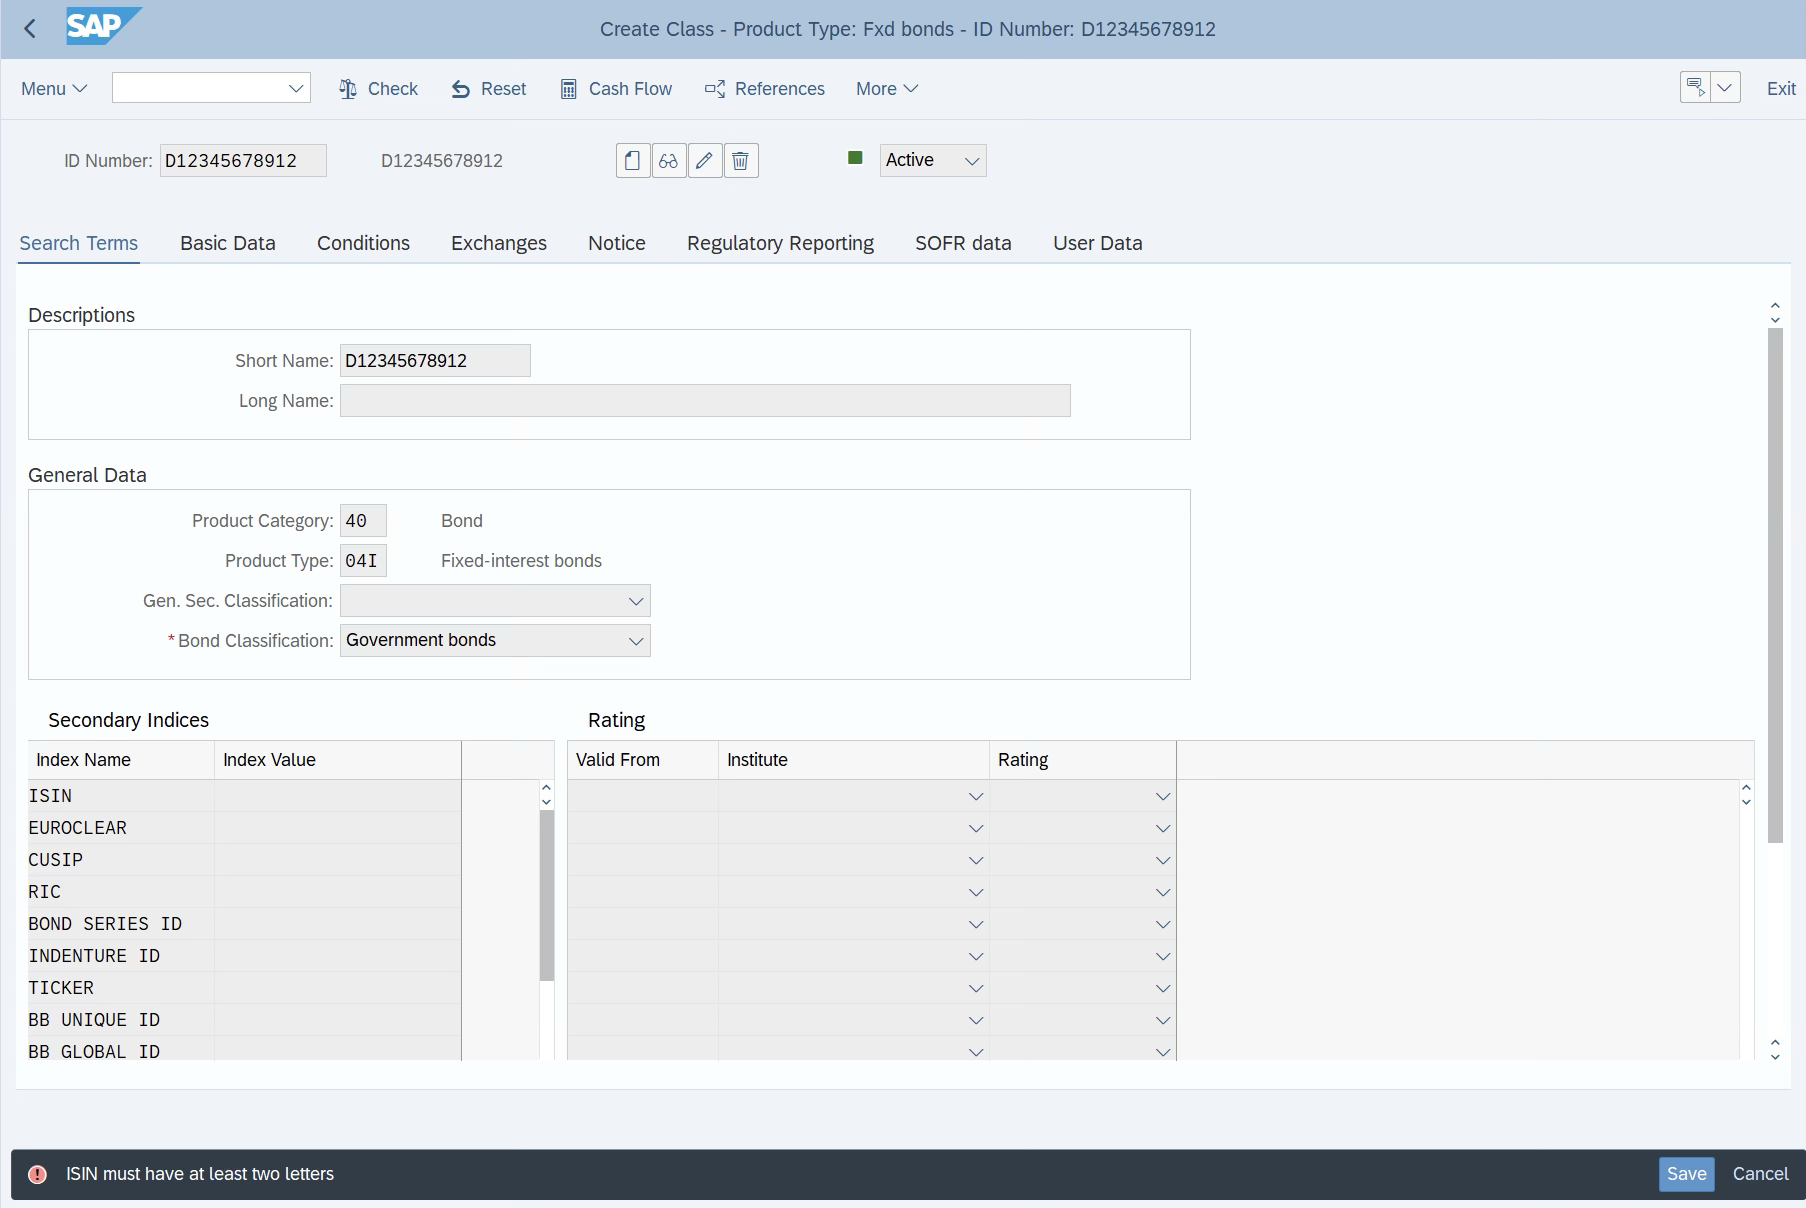 SAP
Create Class - Product Type: Fxd bonds - ID Number: D12345678912
Menu Check Reset Cash Flow References More Exit
ID Number: D12345678912 D12345678912 Active
Search Terms Basic Data Conditions Exchanges Notice Regulatory Reporting SOFR data User Data
Descriptions
Short Name: D12345678912
Long Name:
General Data
Product Category: 40 Bond
Product Type: 04I Fixed-interest bonds
Gen. Sec. Classification:
* Bond Classification: Government bonds
Secondary Indices Rating
Index Name Index Value Valid From Institute Rating
ISIN
EUROCLEAR
CUSIP
RIC
BOND SERIES ID
INDENTURE ID
TICKER
BB UNIQUE ID
BB GLOBAL ID
ISIN must have at least two letters Save Cancel